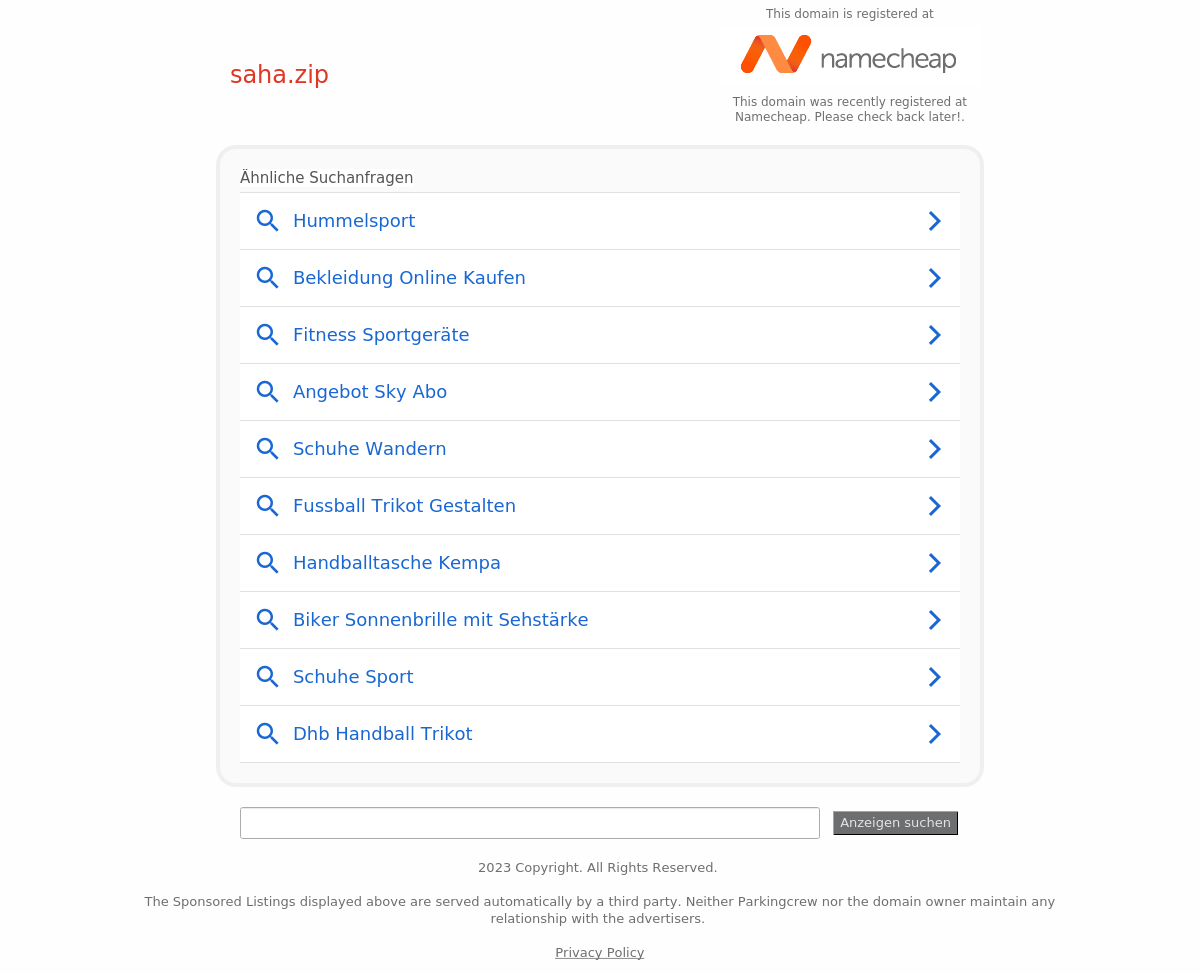 This domain is registered at
namecheap
saha.zip
This domain was recently registered at
Namecheap. Please check back later!.
Ähnliche Suchanfragen
Hummelsport
Bekleidung Online Kaufen
Fitness Sportgeräte
Angebot Sky Abo
Schuhe Wandern
Fussball Trikot Gestalten
Handballtasche Kempa
Biker Sonnenbrille mit Sehstärke
Schuhe Sport
Dhb Handball Trikot
Anzeigen suchen
2023 Copyright. All Rights Reserved.
The Sponsored Listings displayed above are served automatically by a third party. Neither Parkingcrew nor the domain owner maintain any
relationship with the advertisers.
Privacy Policy